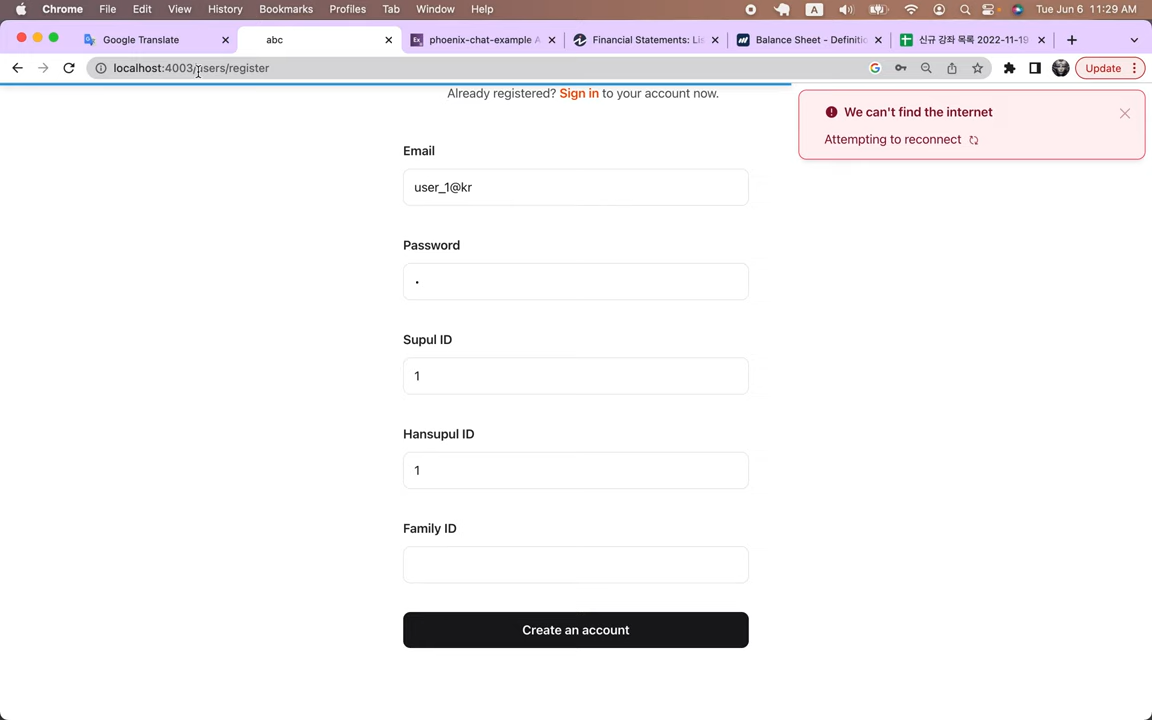 Chrome File Edit View History Bookmarks Profiles Tab Window Help A Tue Jun 6 11:29 AM
Google Translate abc Ex phoenix-chat-example A Financial Statements: Lis Balance Sheet - Definitio 신규 강좌 목록 2022-11-19
localhost:4003/users/register Update
Already registered? Sign in to your account now.
We can't find the internet
Attempting to reconnect
Email
user_1@kr
Password
Supul ID
1
Hansupul ID
1
Family ID
Create an account